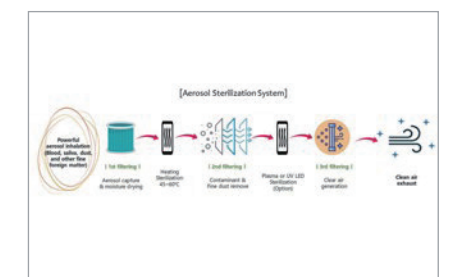 [Aerosol Sterilization System]
Powerful
aerosol inhalation
(Blood, saliva, dust,
and other fine
foreign matter)
[ 1st filtering ]
Aerosol capture
& moisture drying
Heating
Sterilization
45~60°C
[ 2nd filtering ]
Contaminant &
Fine dust remove
Plasma or UV LED
Sterilization
(Option)
[ 3rd filtering ]
Clear air
generation
Clean air
exhaust